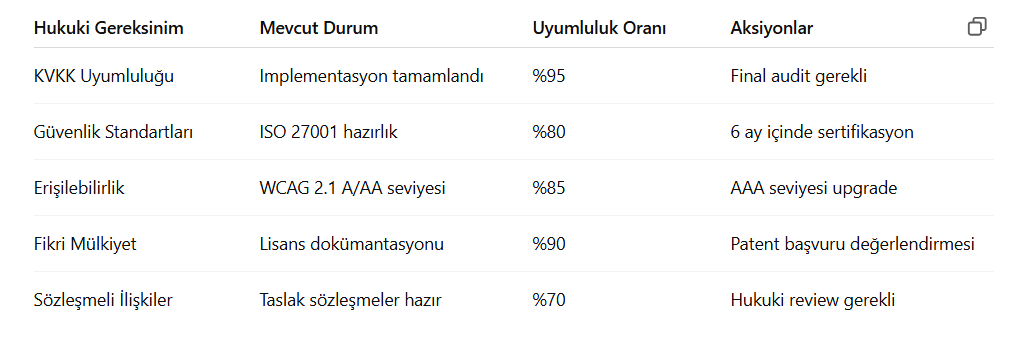 Hukuki Gereksinim Mevcut Durum Uyumluluk Oranı Aksiyonlar
KVKK Uyumluluğu Implementasyon tamamlandı %95 Final audit gerekli
Güvenlik Standartları ISO 27001 hazırlık %80 6 ay içinde sertifikasyon
Erişilebilirlik WCAG 2.1 A/AA seviyesi %85 AAA seviyesi upgrade
Fikri Mülkiyet Lisans dokümantasyonu %90 Patent başvuru değerlendirmesi
Sözleşmeli İlişkiler Taslak sözleşmeler hazır %70 Hukuki review gerekli